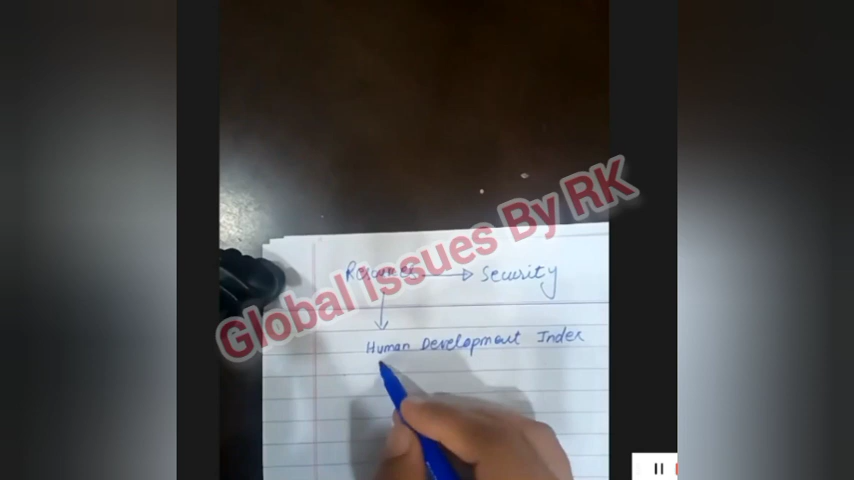 Resources → Security
Human Development Index
Global Issues By RK